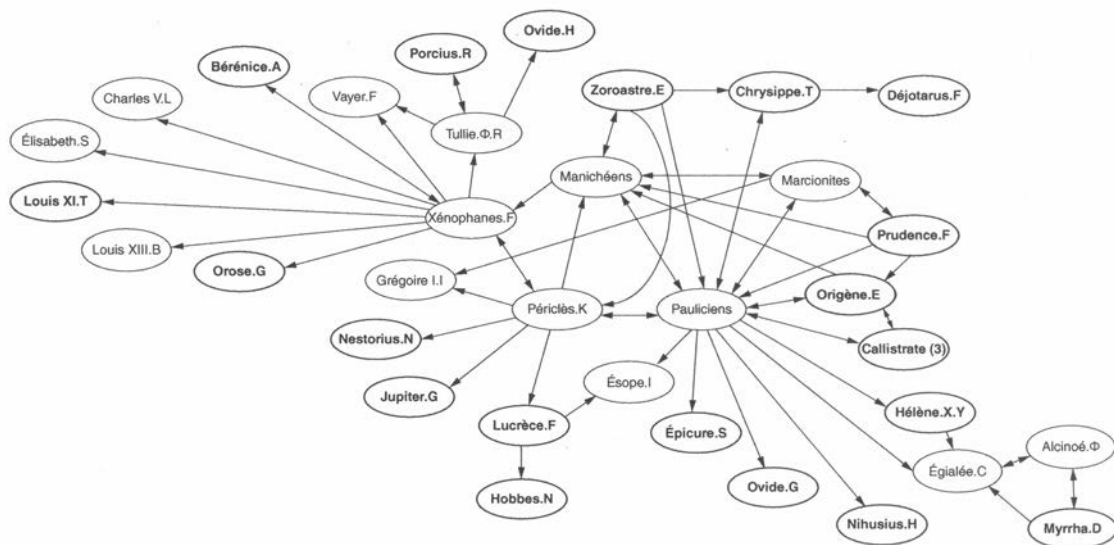 Ovide.H
Porcius.R
Bérénice.A
Zoroastre.E
Chrysippe.T
Déjotarus.F
Charles V.L
Vayer.F
Tullie.Φ.R
Élisabeth.S
Manichéens
Marcionites
Louis XI.T
Xénophanes.F
Prudence.F
Louis XIII.B
Orose.G
Grégoire I.I
Origène.E
Périclès.K
Pauliciens
Nestorius.N
Callistrate (3)
Ésope.I
Jupiter.G
Hélène.X.Y
Lucrèce.F
Épicure.S
Alcinoé.Φ
Égialée.C
Ovide.G
Hobbes.N
Nihusius.H
Myrrha.D